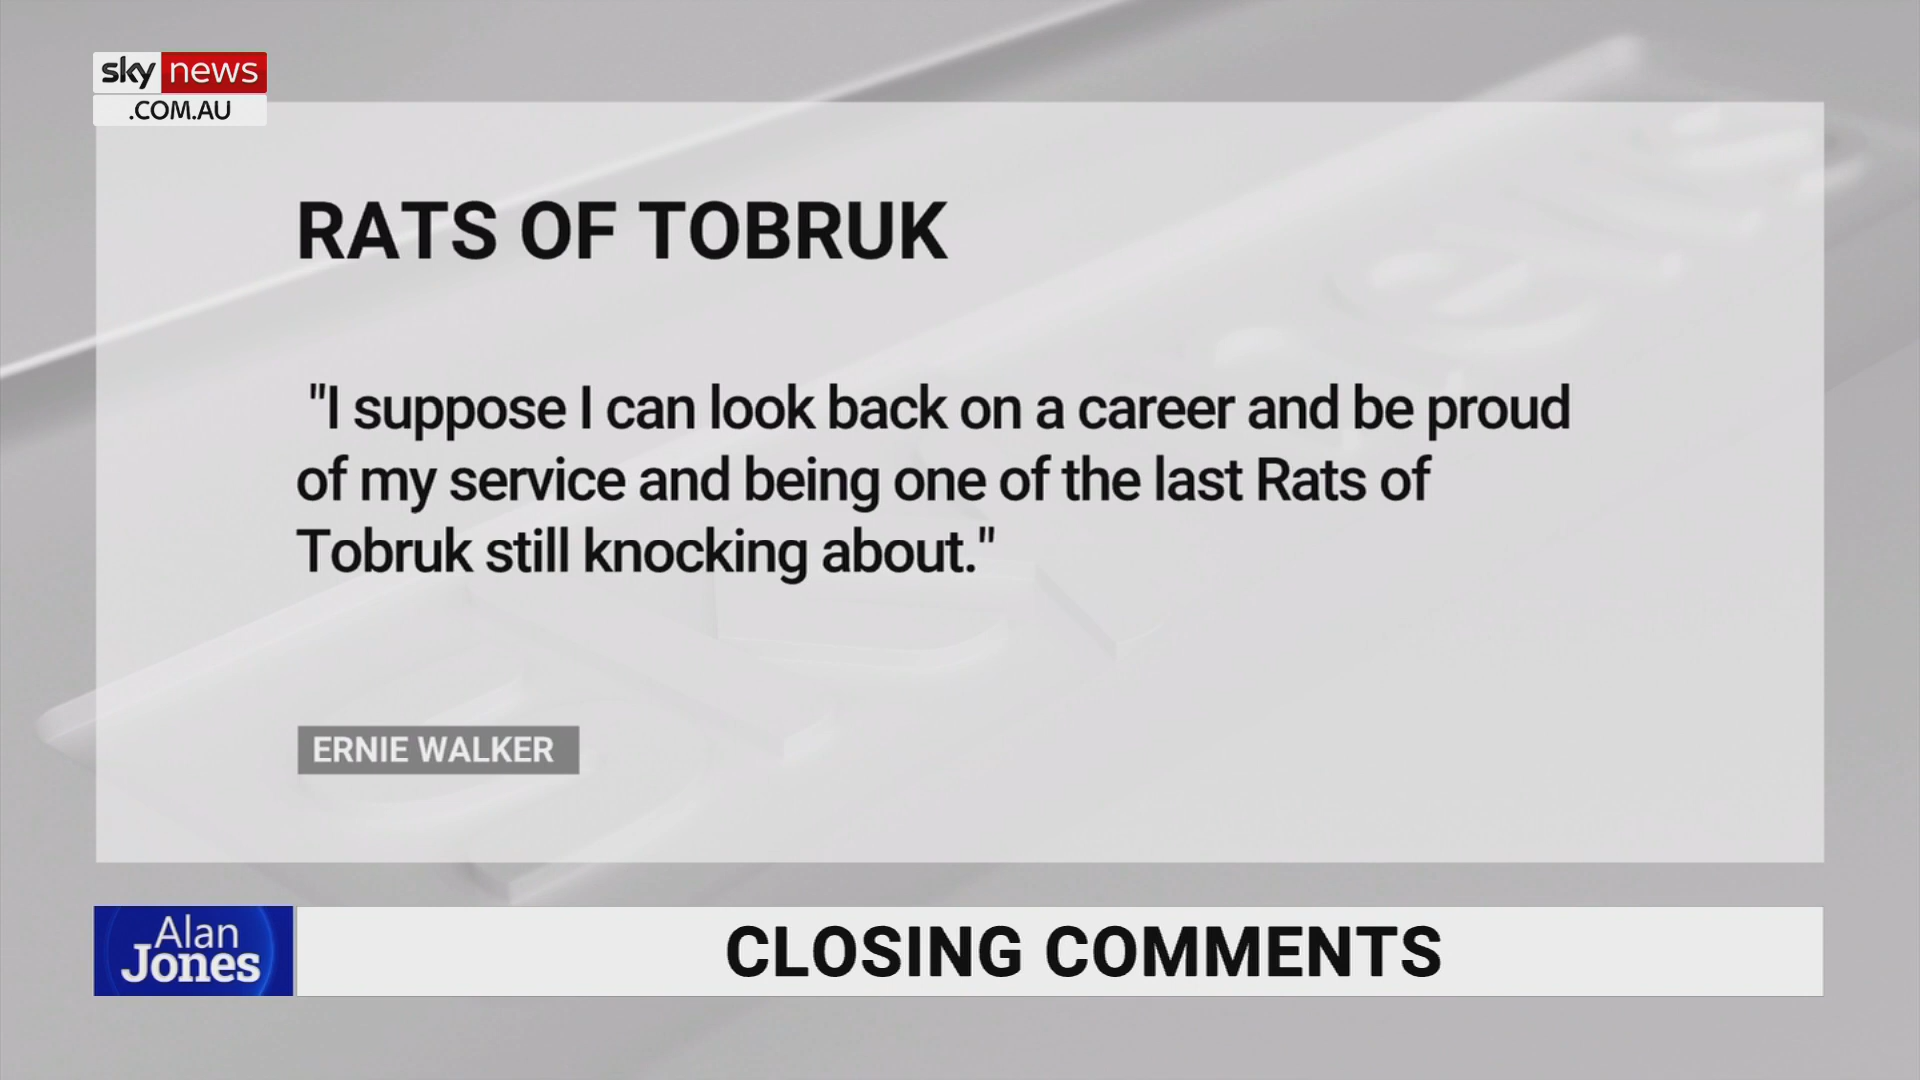 sky news
.COM.AU
RATS OF TOBRUK
"I suppose I can look back on a career and be proud
of my service and being one of the last Rats of
Tobruk still knocking about."
ERNIE WALKER
Alan
Jones
CLOSING COMMENTS